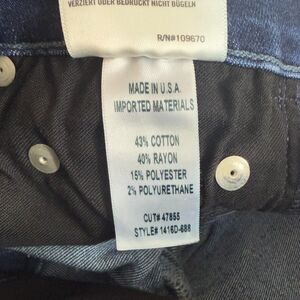 VERZIERT ODER BEDRUCKT NICHT BÜGELN
R/N#109670
MADE IN U.S.A.
IMPORTED MATERIALS
43% COTTON
40% RAYON
15% POLYESTER
2% POLYURETHANE
CUT# 47855
STYLE# 1416D-686